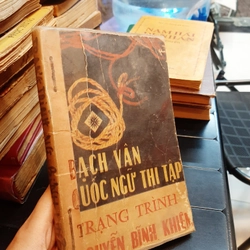 BẠCH VÂN
QUỐC NGỮ THI TẬP
TRẠNG TRÌNH
NGUYỄN BỈNH KHIÊM